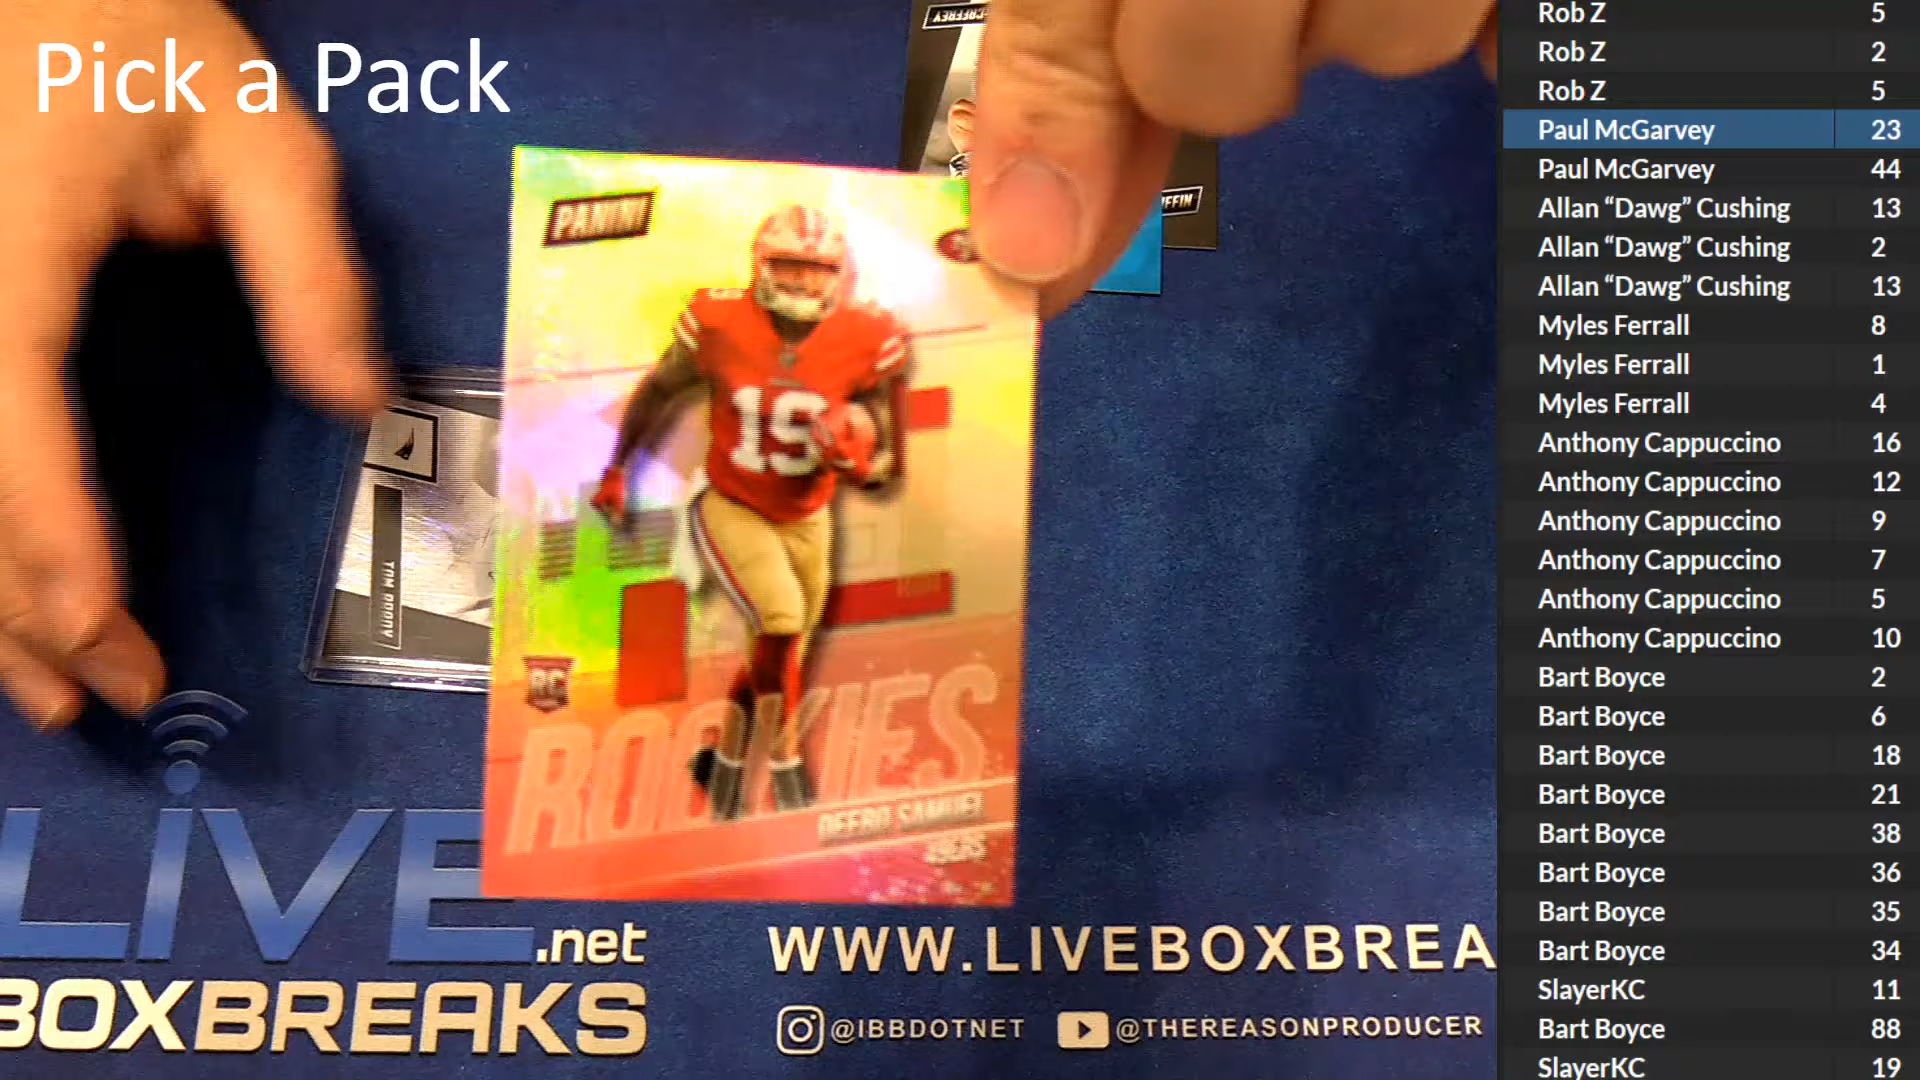 Pick a Pack
PANINI
19
RC
ROOKIES
DEEBO SAMUEL
49ERS
TOM BRADY
LiVE
.net
BOXBREAKS
WWW.LIVEBOXBREA
@IBBDOTNET
@THEREASONPRODUCER
Rob Z 5
Rob Z 2
Rob Z 5
Paul McGarvey 23
Paul McGarvey 44
Allan “Dawg” Cushing 13
Allan “Dawg” Cushing 2
Allan “Dawg” Cushing 13
Myles Ferrall 8
Myles Ferrall 1
Myles Ferrall 4
Anthony Cappuccino 16
Anthony Cappuccino 12
Anthony Cappuccino 9
Anthony Cappuccino 7
Anthony Cappuccino 5
Anthony Cappuccino 10
Bart Boyce 2
Bart Boyce 6
Bart Boyce 18
Bart Boyce 21
Bart Boyce 38
Bart Boyce 36
Bart Boyce 35
Bart Boyce 34
SlayerKC 11
Bart Boyce 88
SlayerKC 19